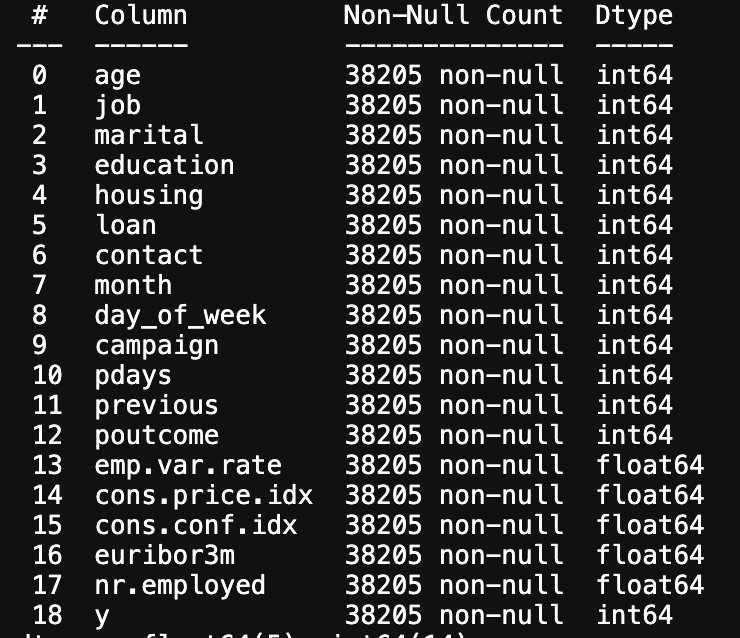 #   Column          Non-Null Count  Dtype
---  ------          --------------  -----
0   age             38205 non-null  int64
1   job             38205 non-null  int64
2   marital         38205 non-null  int64
3   education       38205 non-null  int64
4   housing         38205 non-null  int64
5   loan            38205 non-null  int64
6   contact         38205 non-null  int64
7   month           38205 non-null  int64
8   day_of_week     38205 non-null  int64
9   campaign        38205 non-null  int64
10  pdays           38205 non-null  int64
11  previous        38205 non-null  int64
12  poutcome        38205 non-null  int64
13  emp.var.rate    38205 non-null  float64
14  cons.price.idx  38205 non-null  float64
15  cons.conf.idx   38205 non-null  float64
16  euribor3m       38205 non-null  float64
17  nr.employed     38205 non-null  float64
18  y               38205 non-null  int64
float64(5), int64(14)